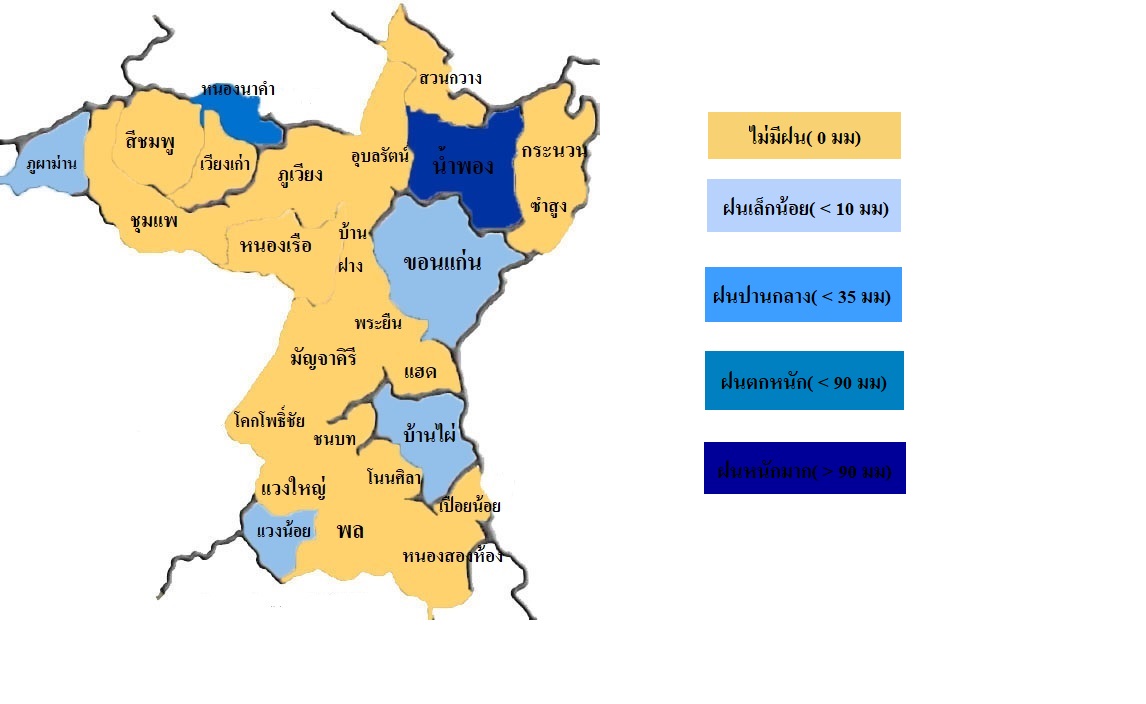 หนองนาคำ
สวนกวาง
สีชมพู
ภูผาม่าน
เวียงเก่า
ภูเวียง
อุบลรัตน์
น้ำพอง
กระนวน
ซำสูง
ชุมแพ
หนองเรือ
บ้าน
ฝาง
ขอนแก่น
พระยืน
มัญจาคีรี
แฮด
โคกโพธิ์ชัย
ชนบท
บ้านไผ่
โนนศิลา
แวงใหญ่
เปือยน้อย
แวงน้อย
พล
หนองสองห้อง
ไม่มีฝน( 0 มม)
ฝนเล็กน้อย( < 10 มม)
ฝนปานกลาง( < 35 มม)
ฝนตกหนัก( < 90 มม)
ฝนหนักมาก( > 90 มม)